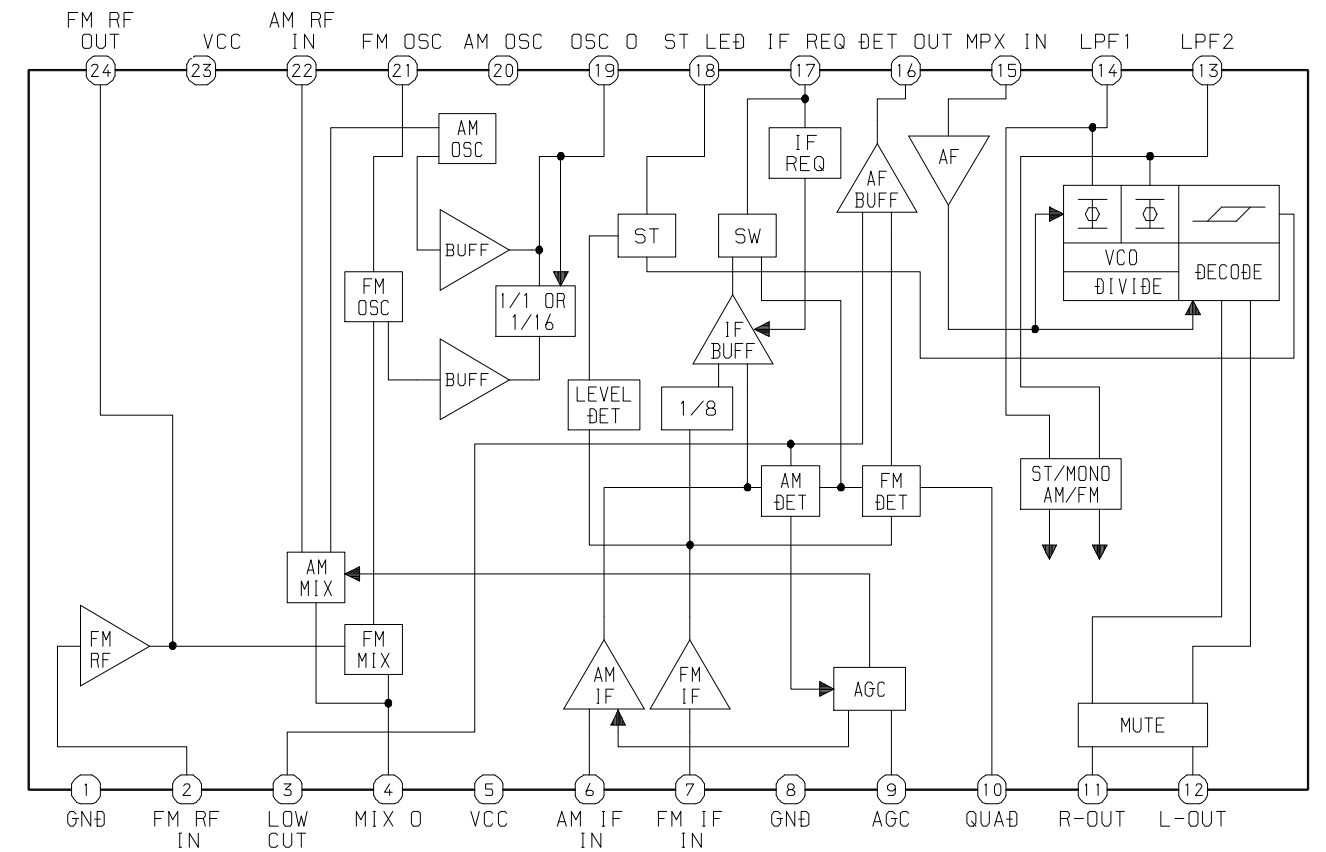 FM RF
OUT
VCC
AM RF
IN
FM OSC
AM OSC
OSC O
ST LED
IF REQ
DET OUT
MPX IN
LPF1
LPF2
24
23
22
21
20
19
18
17
16
15
14
13
AM
OSC
IF
REQ
AF
BUFF
AF
BUFF
ST
SW
VCO
DIVIDE
DECODE
FM
OSC
1/1 OR
1/16
IF
BUFF
BUFF
LEVEL
DET
1/8
AM
DET
FM
DET
ST/MONO
AM/FM
AM
MIX
FM
RF
FM
MIX
AM
IF
FM
IF
AGC
MUTE
1
2
3
4
5
6
7
8
9
10
11
12
GND
FM RF
IN
LOW
CUT
MIX O
VCC
AM IF
IN
FM IF
IN
GND
AGC
QUAD
R-OUT
L-OUT